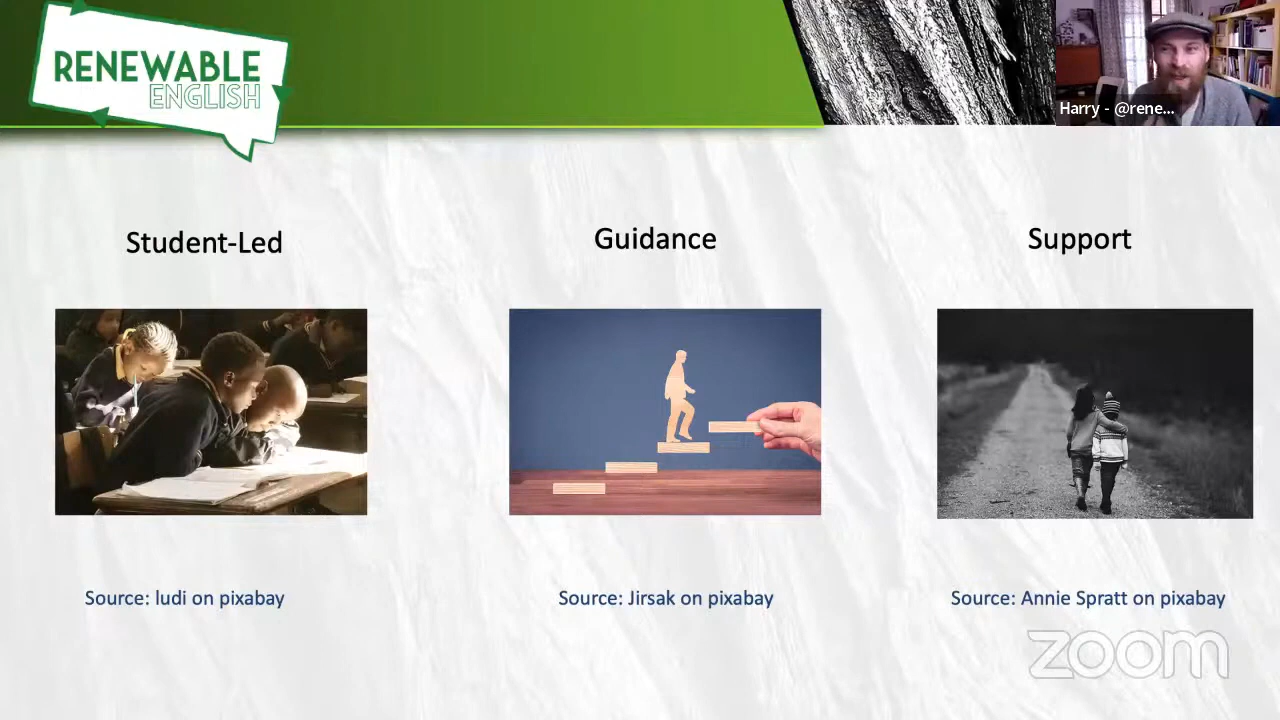 RENEWABLE
ENGLISH
Harry - @rene...
Student-Led
Guidance
Support
Source: ludi on pixabay
Source: Jirsak on pixabay
Source: Annie Spratt on pixabay
zoom